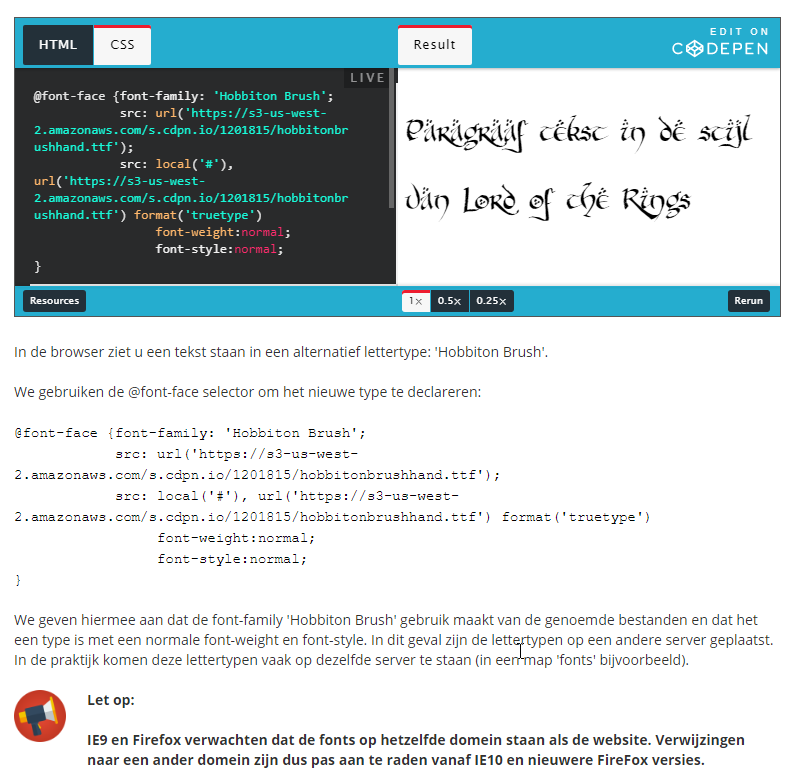 HTML CSS Result EDIT ON
CODEPEN
LIVE
@font-face {font-family: 'Hobbiton Brush';
src: url('https://s3-us-west-
2.amazonaws.com/s.cdpn.io/1201815/hobbitonbr
ushhand.ttf');
src: local('#'),
url('https://s3-us-west-
2.amazonaws.com/s.cdpn.io/1201815/hobbitonbr
ushhand.ttf') format('truetype')
font-weight:normal;
font-style:normal;
}
Paragraaf tekst in de stijl
van Lord of the Rings
Resources 1x 0.5x 0.25x Rerun
In de browser ziet u een tekst staan in een alternatief lettertype: 'Hobbiton Brush'.
We gebruiken de @font-face selector om het nieuwe type te declareren:
@font-face {font-family: 'Hobbiton Brush';
src: url('https://s3-us-west-
2.amazonaws.com/s.cdpn.io/1201815/hobbitonbrushhand.ttf');
src: local('#'), url('https://s3-us-west-
2.amazonaws.com/s.cdpn.io/1201815/hobbitonbrushhand.ttf') format('truetype')
font-weight:normal;
font-style:normal;
}
We geven hiermee aan dat de font-family 'Hobbiton Brush' gebruik maakt van de genoemde bestanden en dat het
een type is met een normale font-weight en font-style. In dit geval zijn de lettertypen op een andere server geplaatst.
In de praktijk komen deze lettertypen vaak op dezelfde server te staan (in een map 'fonts' bijvoorbeeld).
Let op:
IE9 en Firefox verwachten dat de fonts op hetzelfde domein staan als de website. Verwijzingen
naar een ander domein zijn dus pas aan te raden vanaf IE10 en nieuwere FireFox versies.